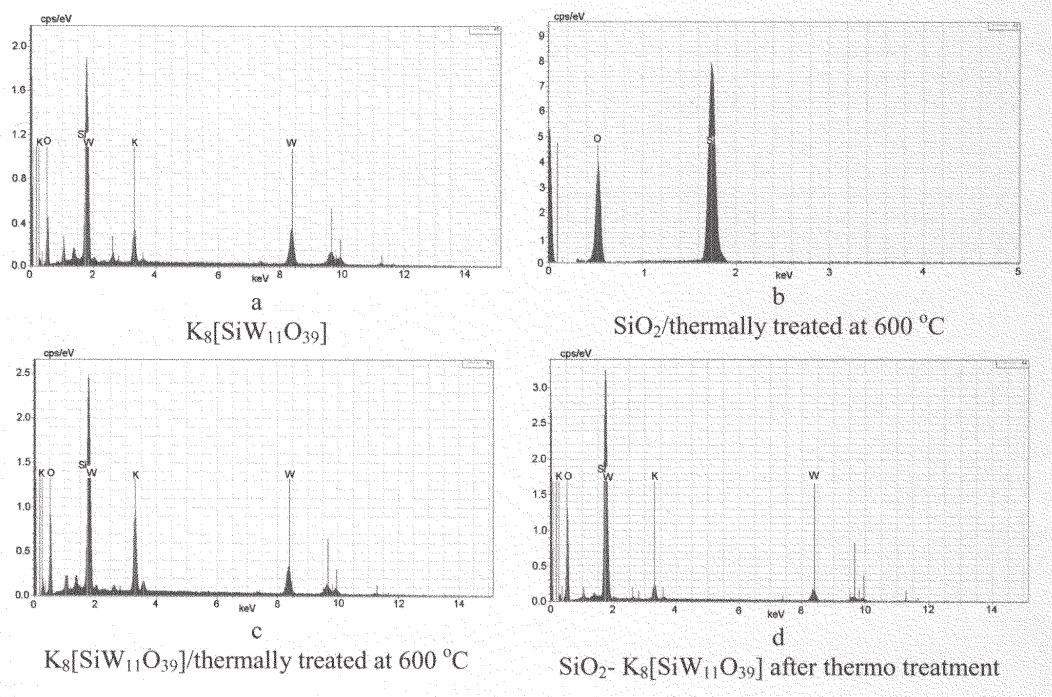 cps/eV
2.0
1.6
1.2
0.8
0.4
0.0
K O Si W K W
0 2 4 6 8 10 12 14
keV
a
K₈[SiW₁₁O₃₉]
cps/eV
9
8
7
6
5
4
3
2
1
0
O Si
0 1 2 3 4 5
keV
b
SiO₂/thermally treated at 600 °C
cps/eV
2.5
2.0
1.5
1.0
0.5
0.0
K O Si W K W
0 2 4 6 8 10 12 14
keV
c
K₈[SiW₁₁O₃₉]/thermally treated at 600 °C
cps/eV
3.0
2.5
2.0
1.5
1.0
0.5
0.0
K O S W K W
0 2 4 6 8 10 12 14
keV
d
SiO₂- K₈[SiW₁₁O₃₉] after thermo treatment